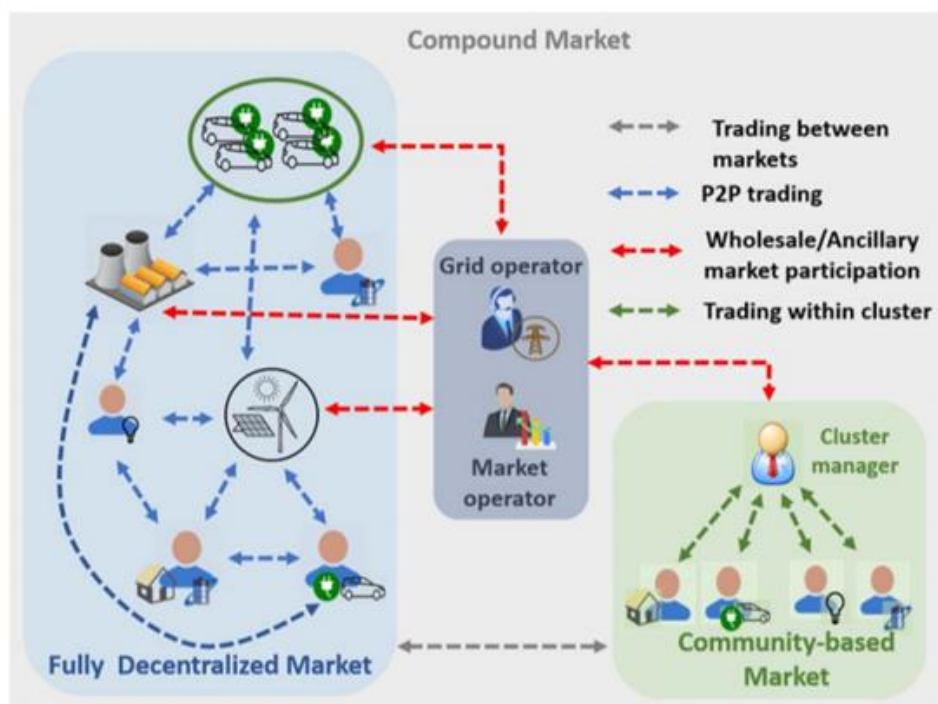 Compound Market
Trading between
markets
P2P trading
Wholesale/Ancillary
market participation
Trading within cluster
Grid operator
Market
operator
Cluster
manager
Fully Decentralized Market
Community-based
Market